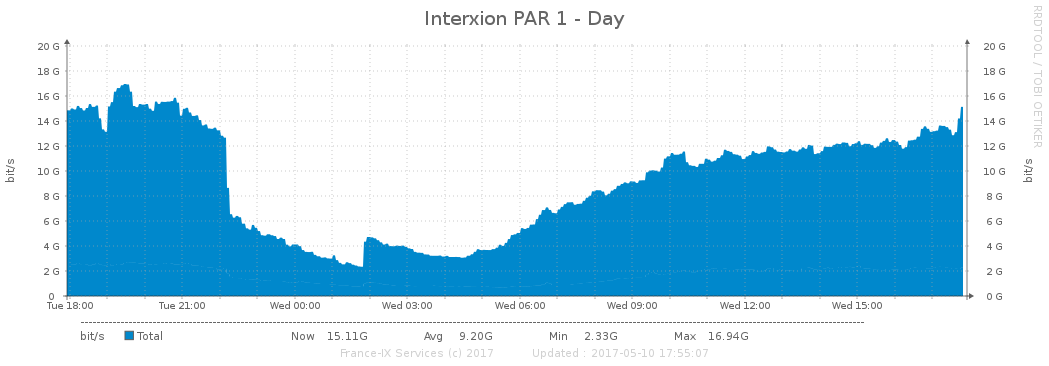 Interxion PAR 1 - Day
RRDTOOL / TOBI OETIKER
20 G 20 G
18 G 18 G
16 G 16 G
14 G 14 G
12 G 12 G
10 G 10 G
8 G 8 G
6 G 6 G
4 G 4 G
2 G 2 G
0 0 G
bit/s bit/s
Tue 18:00 Tue 21:00 Wed 00:00 Wed 03:00 Wed 06:00 Wed 09:00 Wed 12:00 Wed 15:00
bit/s Total Now 15.11G Avg 9.20G Min 2.33G Max 16.94G
France-IX Services (c) 2017 Updated : 2017-05-10 17:55:07